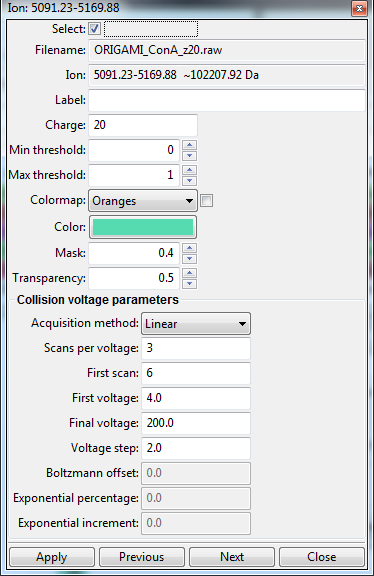 Ion: 5091.23-5169.88
Select:
Filename: ORIGAMI_ConA_z20.raw
Ion: 5091.23-5169.88 ~102207.92 Da
Label:
Charge: 20
Min threshold: 0
Max threshold: 1
Colormap: Oranges
Color:
Mask: 0.4
Transparency: 0.5
Collision voltage parameters
Acquisition method: Linear
Scans per voltage: 3
First scan: 6
First voltage: 4.0
Final voltage: 200.0
Voltage step: 2.0
Boltzmann offset: 0.0
Exponential percentage: 0.0
Exponential increment: 0.0
Apply Previous Next Close